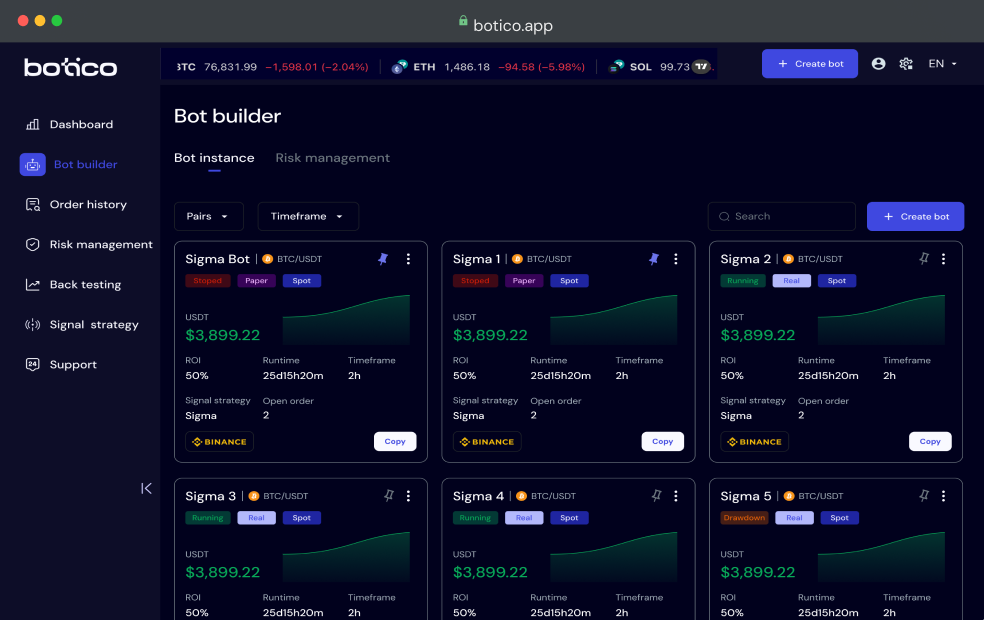 botico.app
botico
BTC 76,831.99 −1,598.01 (−2.04%) ETH 1,486.18 −94.58 (−5.98%) SOL 99.73
+ Create bot
EN
Dashboard
Bot builder
Order history
Risk management
Back testing
Signal strategy
24 Support
Bot builder
Bot instance Risk management
Pairs Timeframe Search + Create bot
Sigma Bot | BTC/USDT
Stoped Paper Spot
USDT
$3,899.22
ROI Runtime Timeframe
50% 25d15h20m 2h
Signal strategy Open order
Sigma 2
BINANCE Copy
Sigma 1 | BTC/USDT
Stoped Paper Spot
USDT
$3,899.22
ROI Runtime Timeframe
50% 25d15h20m 2h
Signal strategy Open order
Sigma 2
BINANCE Copy
Sigma 2 | BTC/USDT
Running Real Spot
USDT
$3,899.22
ROI Runtime Timeframe
50% 25d15h20m 2h
Signal strategy Open order
Sigma 2
BINANCE Copy
Sigma 3 | BTC/USDT
Running Real Spot
USDT
$3,899.22
ROI Runtime Timeframe
50% 25d15h20m 2h
Sigma 4 | BTC/USDT
Running Real Spot
USDT
$3,899.22
ROI Runtime Timeframe
50% 25d15h20m 2h
Sigma 5 | BTC/USDT
Drawdown Real Spot
USDT
$3,899.22
ROI Runtime Timeframe
50% 25d15h20m 2h